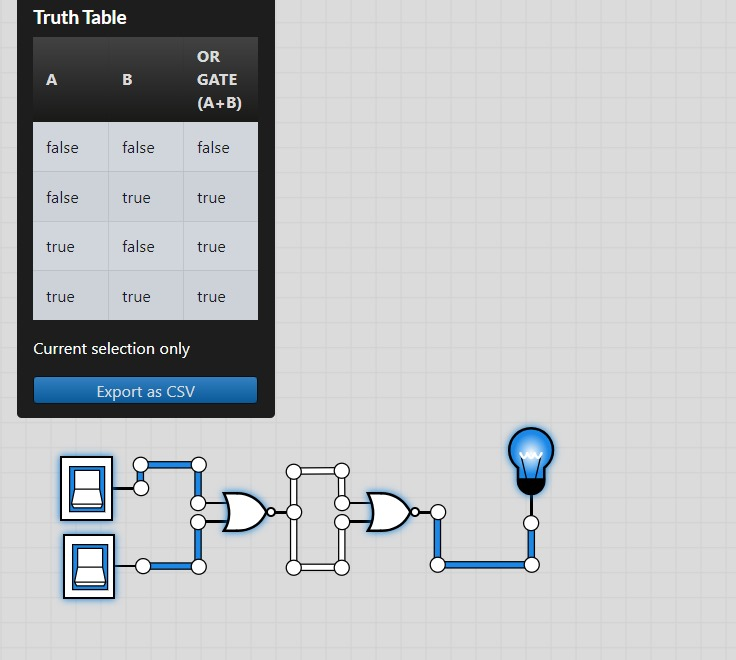 Truth Table
A B OR GATE (A+B)
false false false
false true true
true false true
true true true
Current selection only
Export as CSV